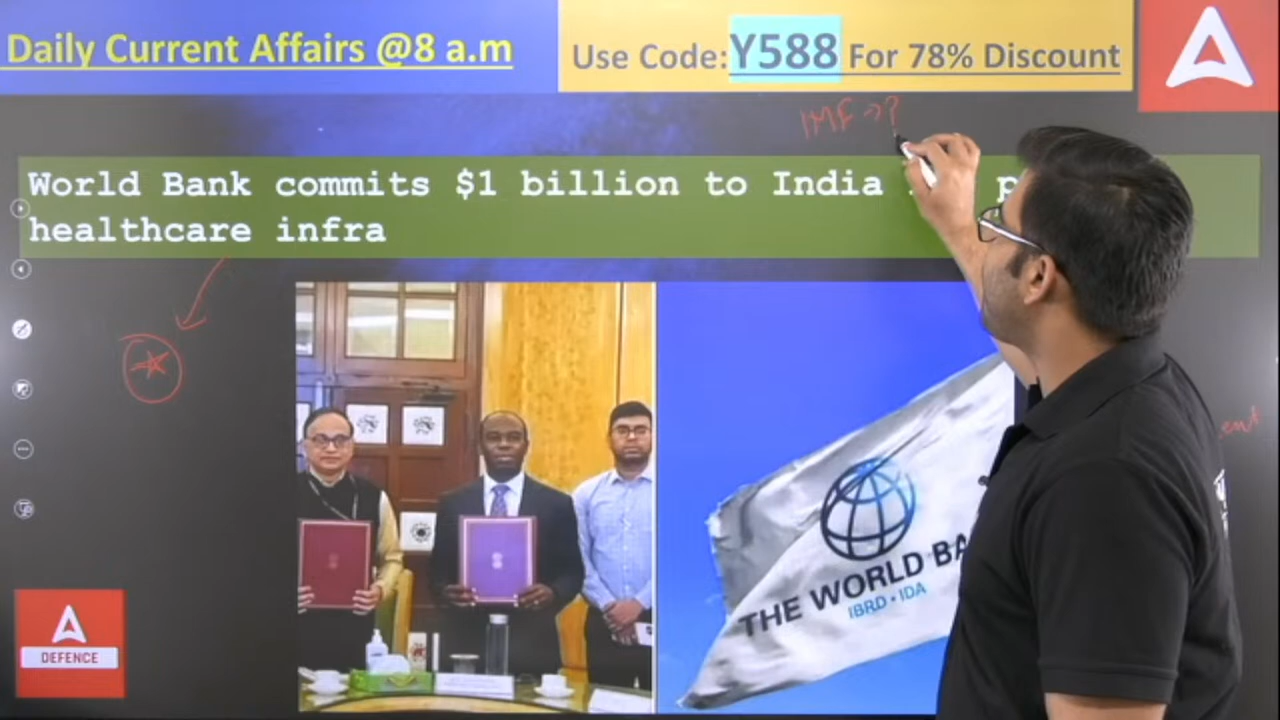 Daily Current Affairs @8 a.m
Use Code:Y588 For 78% Discount
IMF → ?
World Bank commits $1 billion to India
healthcare infra
THE WORLD BA
IBRD • IDA
DEFENCE